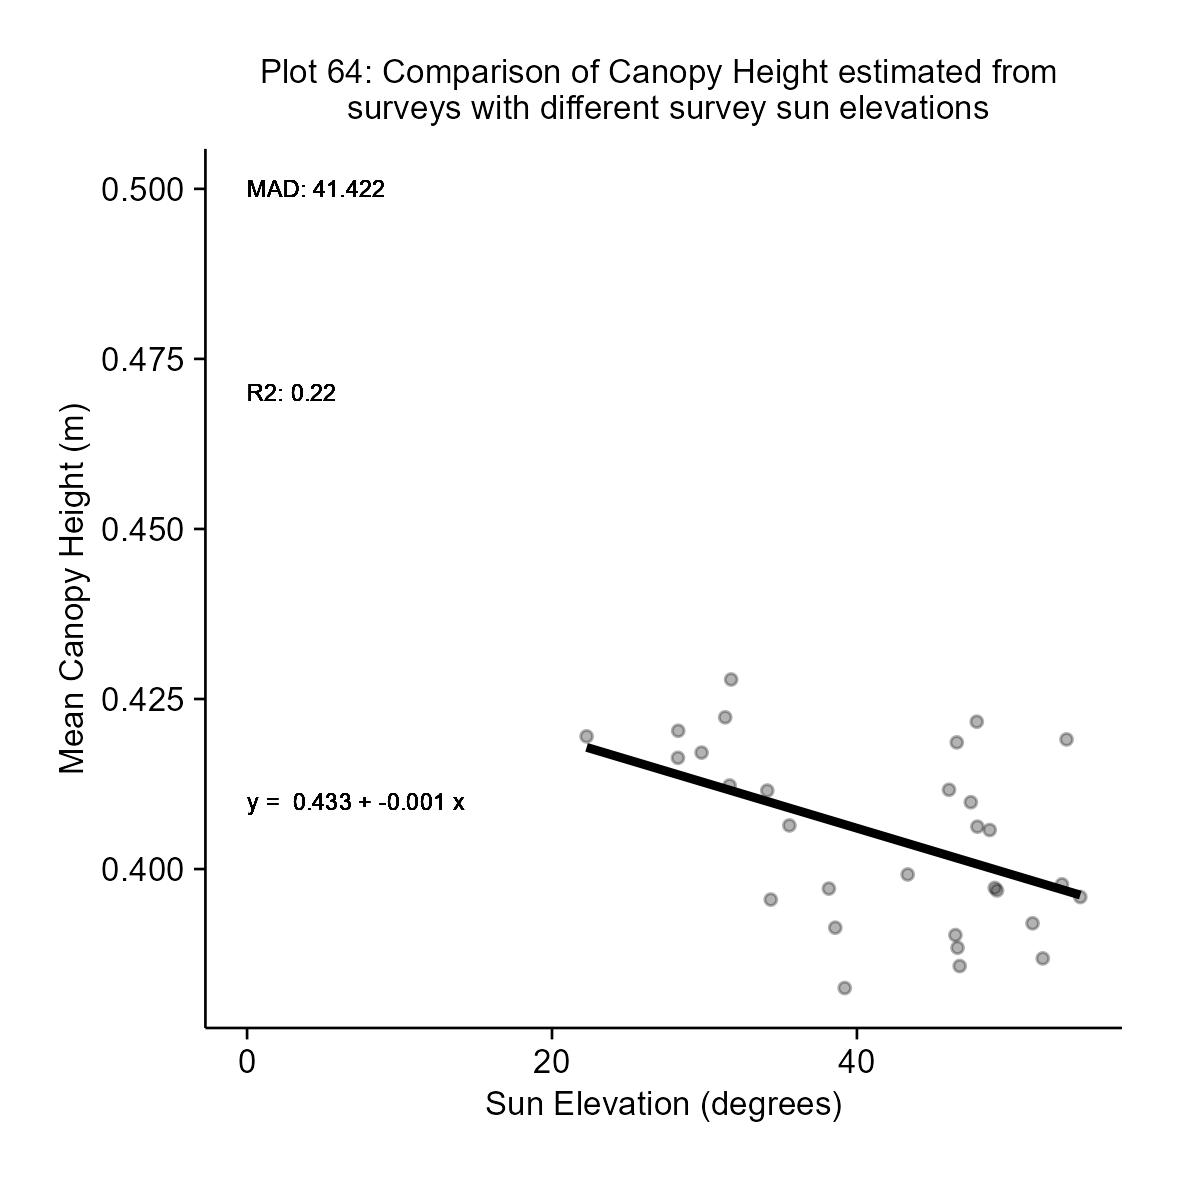 Plot 64: Comparison of Canopy Height estimated from
surveys with different survey sun elevations
0.500
MAD: 41.422
0.475
R2: 0.22
0.450
Mean Canopy Height (m)
0.425
y =  0.433 + -0.001 x
0.400
0
20
40
Sun Elevation (degrees)